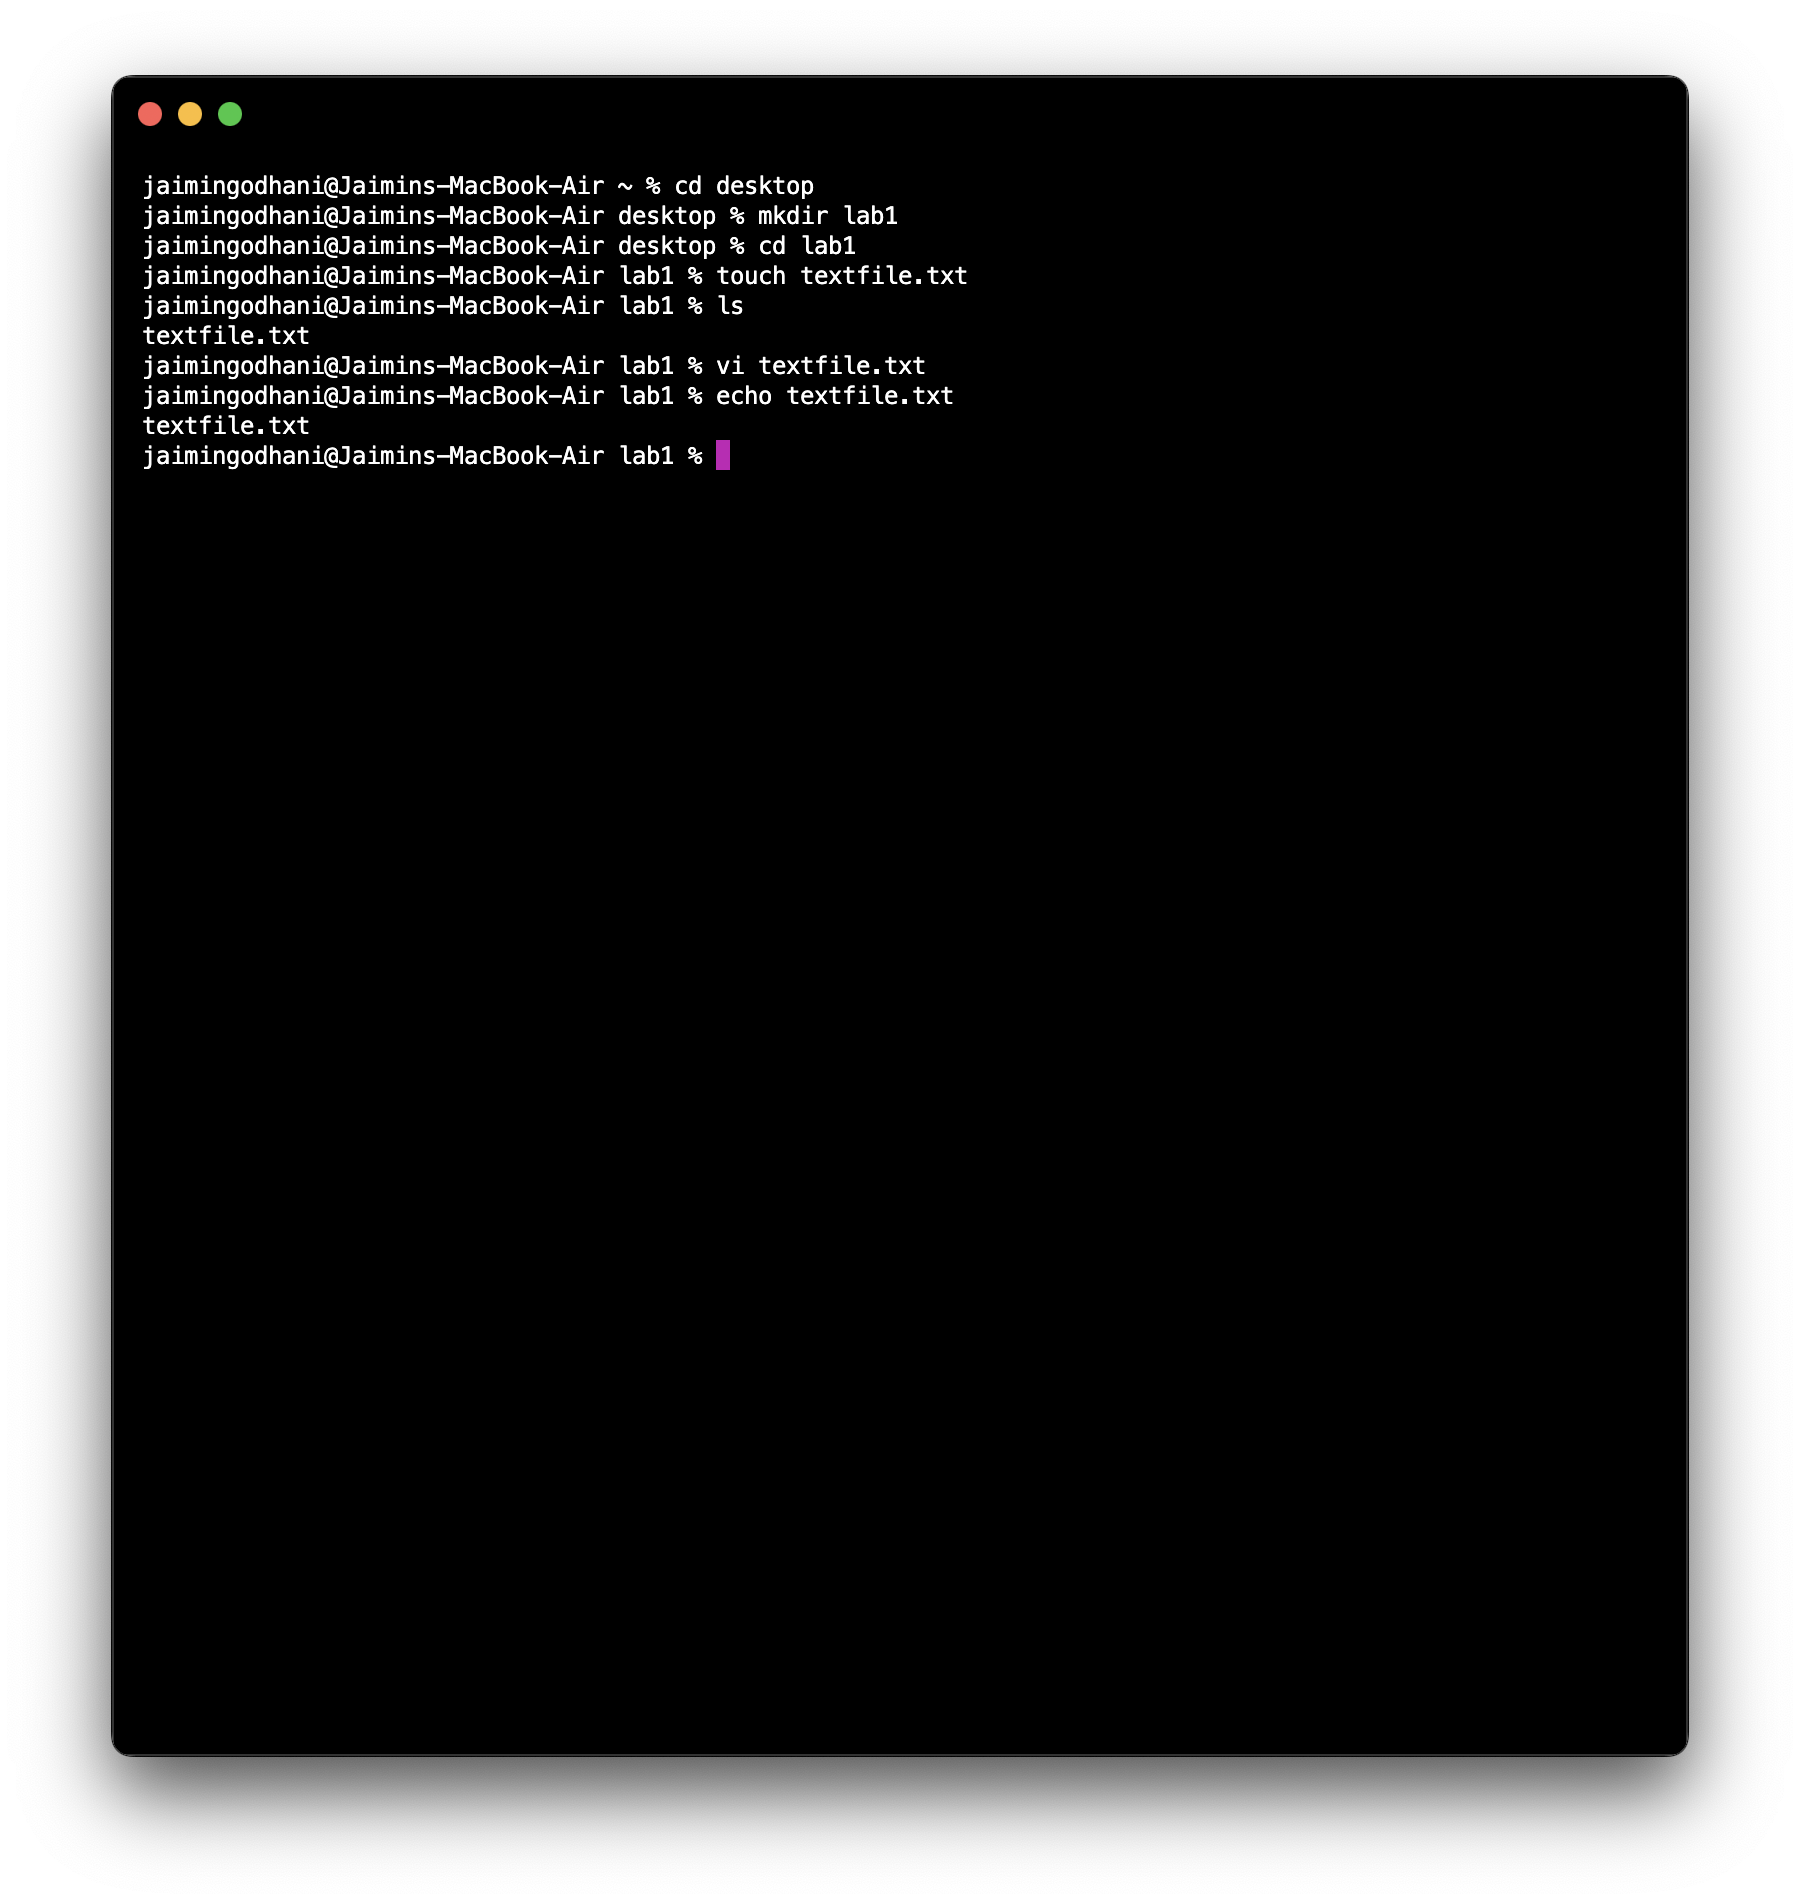 jaimingodhani@Jaimins-MacBook-Air ~ % cd desktop
jaimingodhani@Jaimins-MacBook-Air desktop % mkdir lab1
jaimingodhani@Jaimins-MacBook-Air desktop % cd lab1
jaimingodhani@Jaimins-MacBook-Air lab1 % touch textfile.txt
jaimingodhani@Jaimins-MacBook-Air lab1 % ls
textfile.txt
jaimingodhani@Jaimins-MacBook-Air lab1 % vi textfile.txt
jaimingodhani@Jaimins-MacBook-Air lab1 % echo textfile.txt
textfile.txt
jaimingodhani@Jaimins-MacBook-Air lab1 %